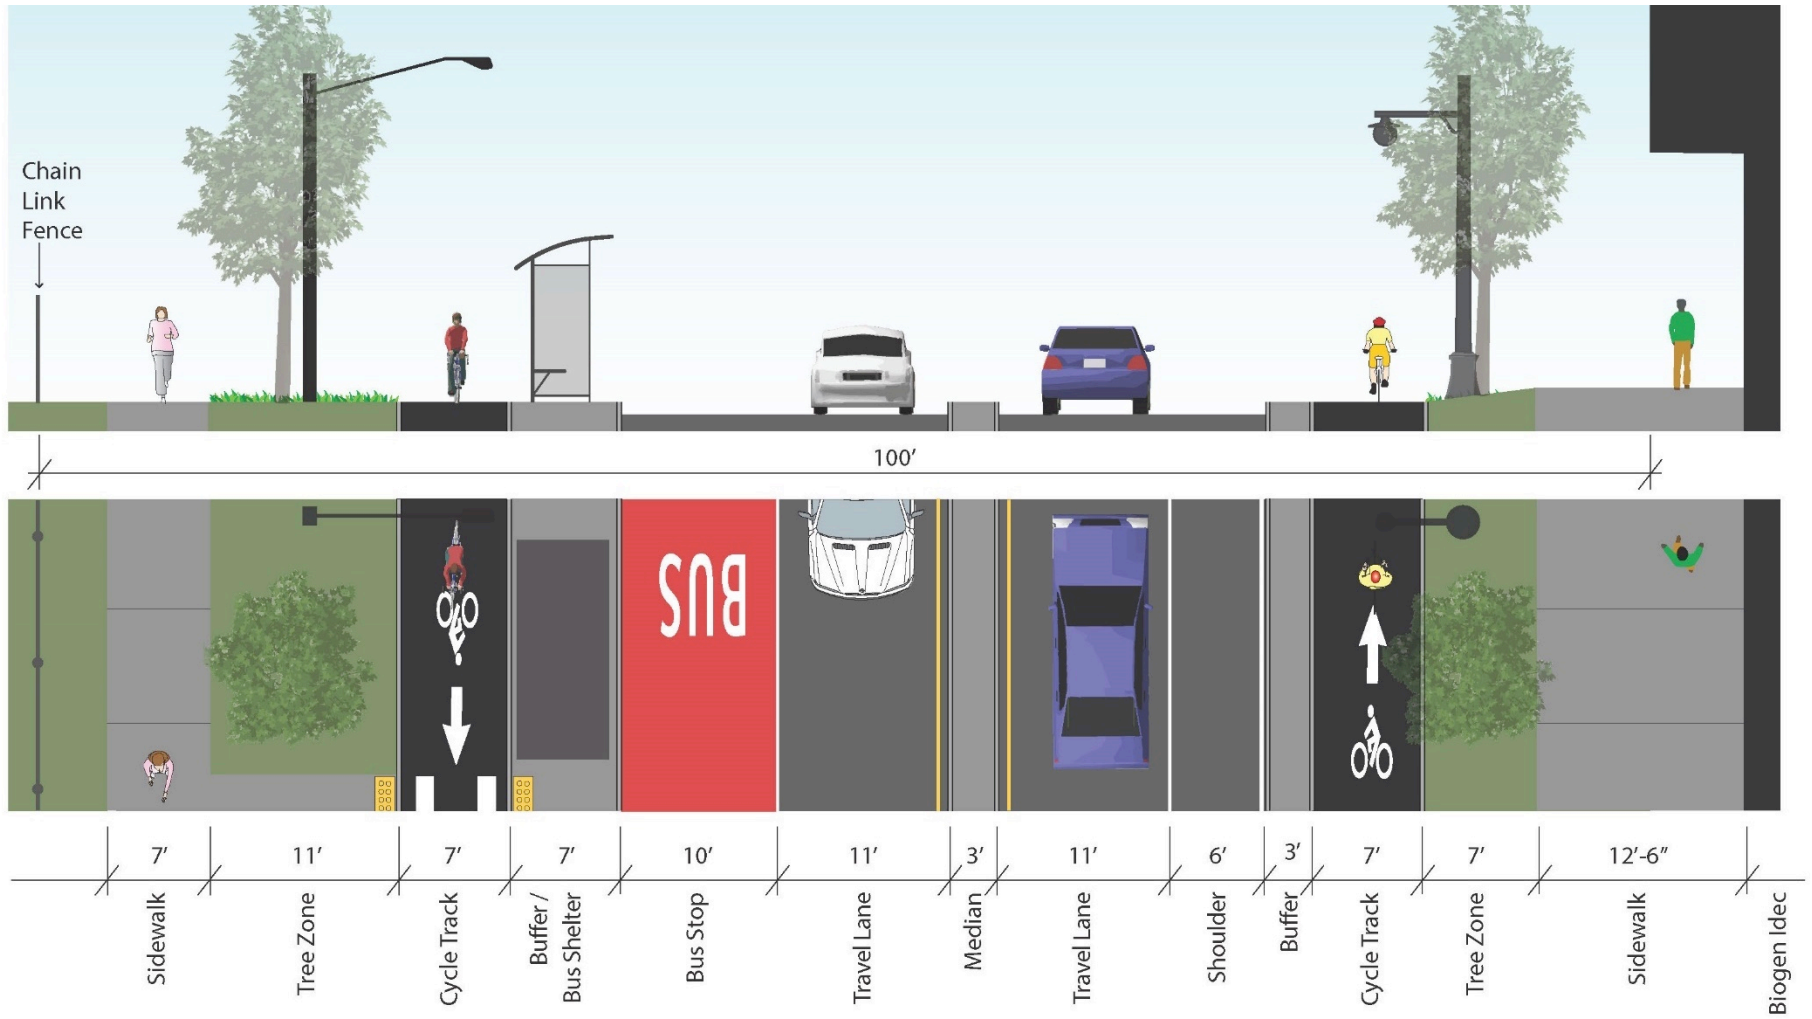 Chain
Link
Fence
100'
BUS
7'
11'
7'
7'
10'
11'
3'
11'
6'
3'
7'
7'
12'-6"
Sidewalk
Tree Zone
Cycle Track
Buffer /
Bus Shelter
Bus Stop
Travel Lane
Median
Travel Lane
Shoulder
Buffer
Cycle Track
Tree Zone
Sidewalk
Biogen Idec